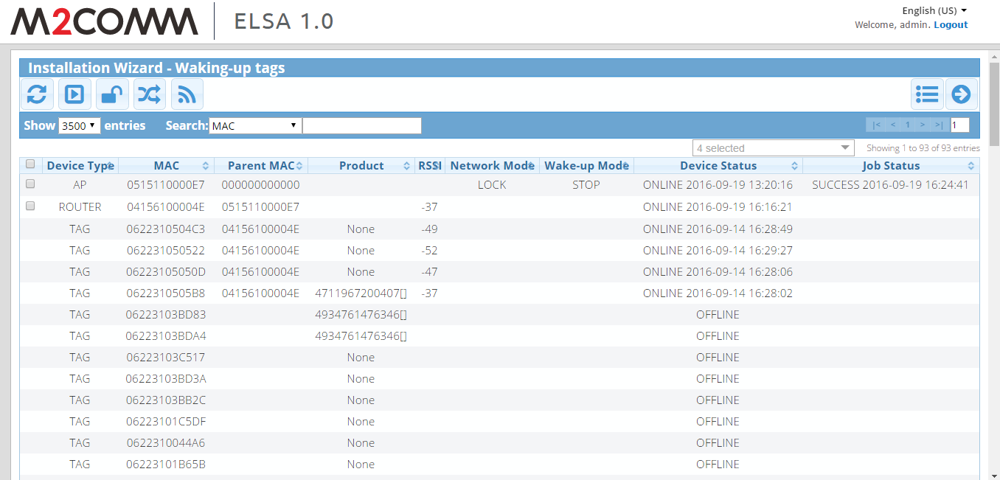 M2COMM ELSA 1.0
English (US)
Welcome, admin. Logout
Installation Wizard - Waking-up tags
Show 3500 entries Search: MAC |< < 1 > >| 1
4 selected Showing 1 to 93 of 93 entries
Device Type MAC Parent MAC Product RSSI Network Mode Wake-up Mode Device Status Job Status
AP 0515110000E7 000000000000 LOCK STOP ONLINE 2016-09-19 13:20:16 SUCCESS 2016-09-19 16:24:41
ROUTER 04156100004E 0515110000E7 -37 ONLINE 2016-09-19 16:16:21
TAG 0622310504C3 04156100004E None -49 ONLINE 2016-09-14 16:28:49
TAG 062231050522 04156100004E None -52 ONLINE 2016-09-14 16:29:27
TAG 06223105050D 04156100004E None -47 ONLINE 2016-09-14 16:28:06
TAG 0622310505B8 04156100004E 4711967200407[] -37 ONLINE 2016-09-14 16:28:02
TAG 06223103BD83 4934761476346[] OFFLINE
TAG 06223103BDA4 4934761476346[] OFFLINE
TAG 06223103C517 None OFFLINE
TAG 06223103BD3A None OFFLINE
TAG 06223103BB2C None OFFLINE
TAG 06223101C5DF None OFFLINE
TAG 0622310044A6 None OFFLINE
TAG 06223101B65B None OFFLINE